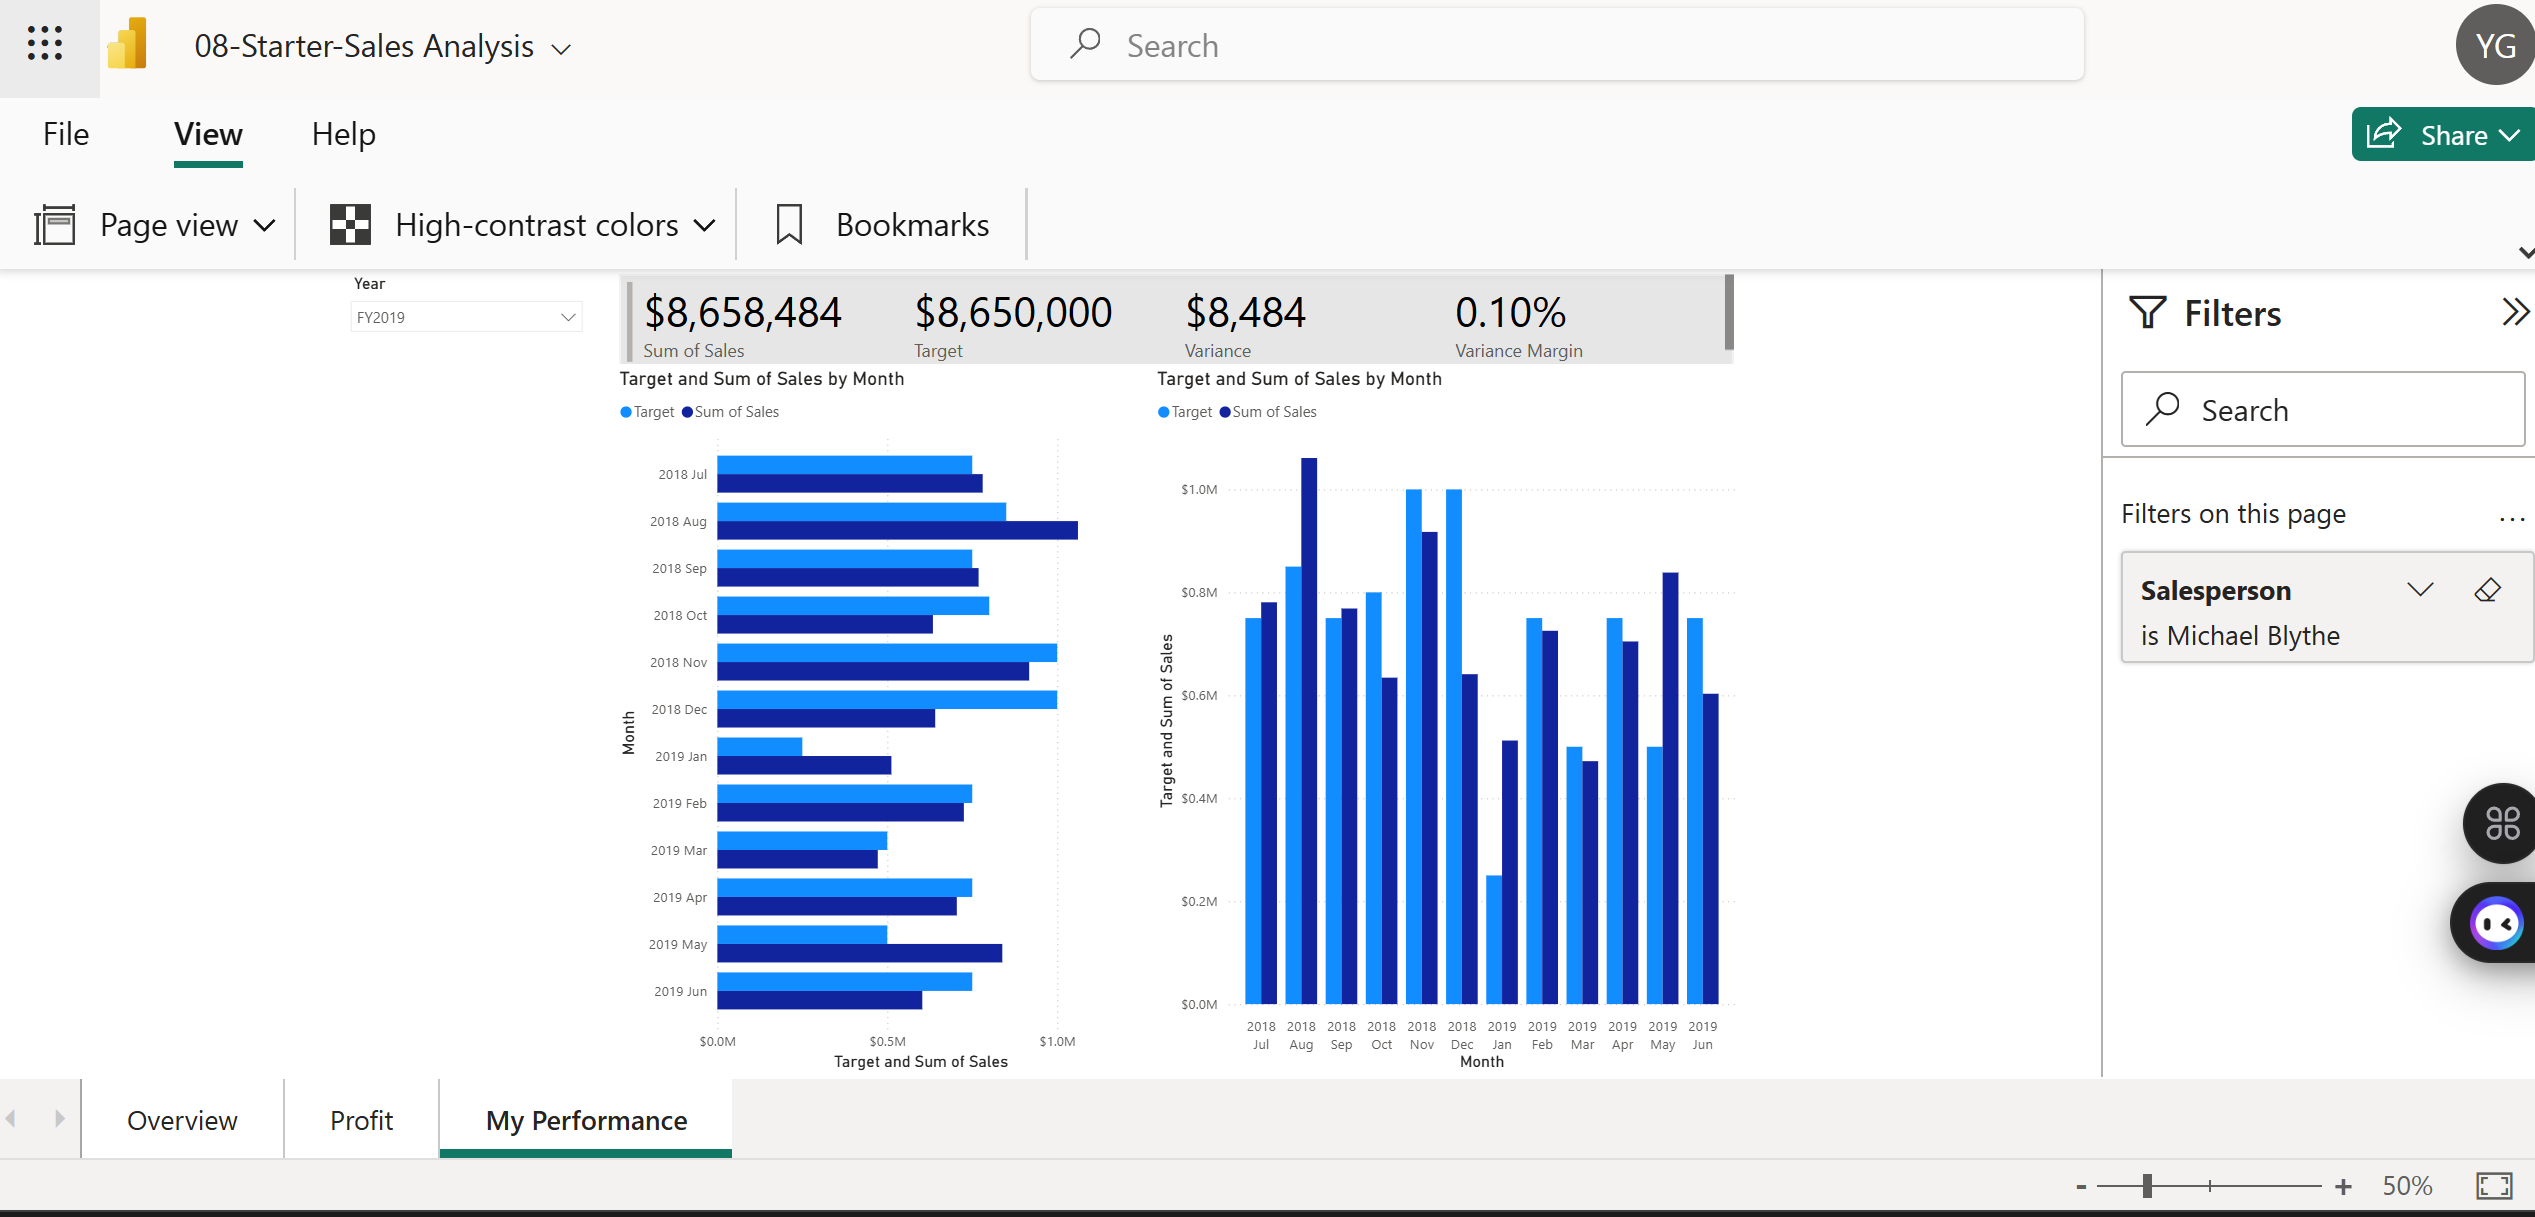 08-Starter-Sales Analysis
Search
YG
File
View
Help
Share
Page view
High-contrast colors
Bookmarks
Year
FY2019
$8,658,484
Sum of Sales
$8,650,000
Target
$8,484
Variance
0.10%
Variance Margin
Target and Sum of Sales by Month
Target Sum of Sales
2018 Jul
2018 Aug
2018 Sep
2018 Oct
2018 Nov
2018 Dec
2019 Jan
2019 Feb
2019 Mar
2019 Apr
2019 May
2019 Jun
Month
$0.0M $0.5M $1.0M
Target and Sum of Sales
Target and Sum of Sales by Month
Target Sum of Sales
$1.0M
$0.8M
$0.6M
$0.4M
$0.2M
$0.0M
Target and Sum of Sales
2018 2018 2018 2018 2018 2018 2019 2019 2019 2019 2019 2019
Jul Aug Sep Oct Nov Dec Jan Feb Mar Apr May Jun
Month
Filters
Search
Filters on this page
...
Salesperson
is Michael Blythe
Overview
Profit
My Performance
- + 50%